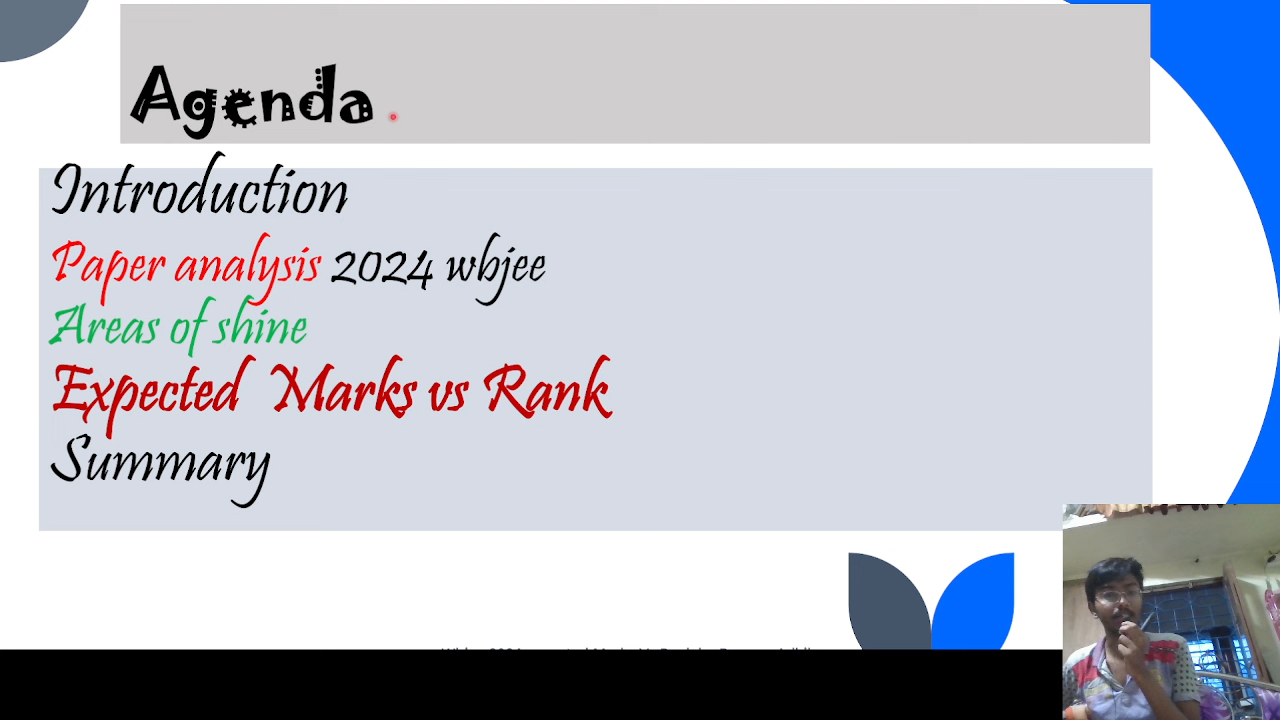 Agenda
Introduction
Paper analysis 2024 wbjee
Areas of shine
Expected Marks vs Rank
Summary